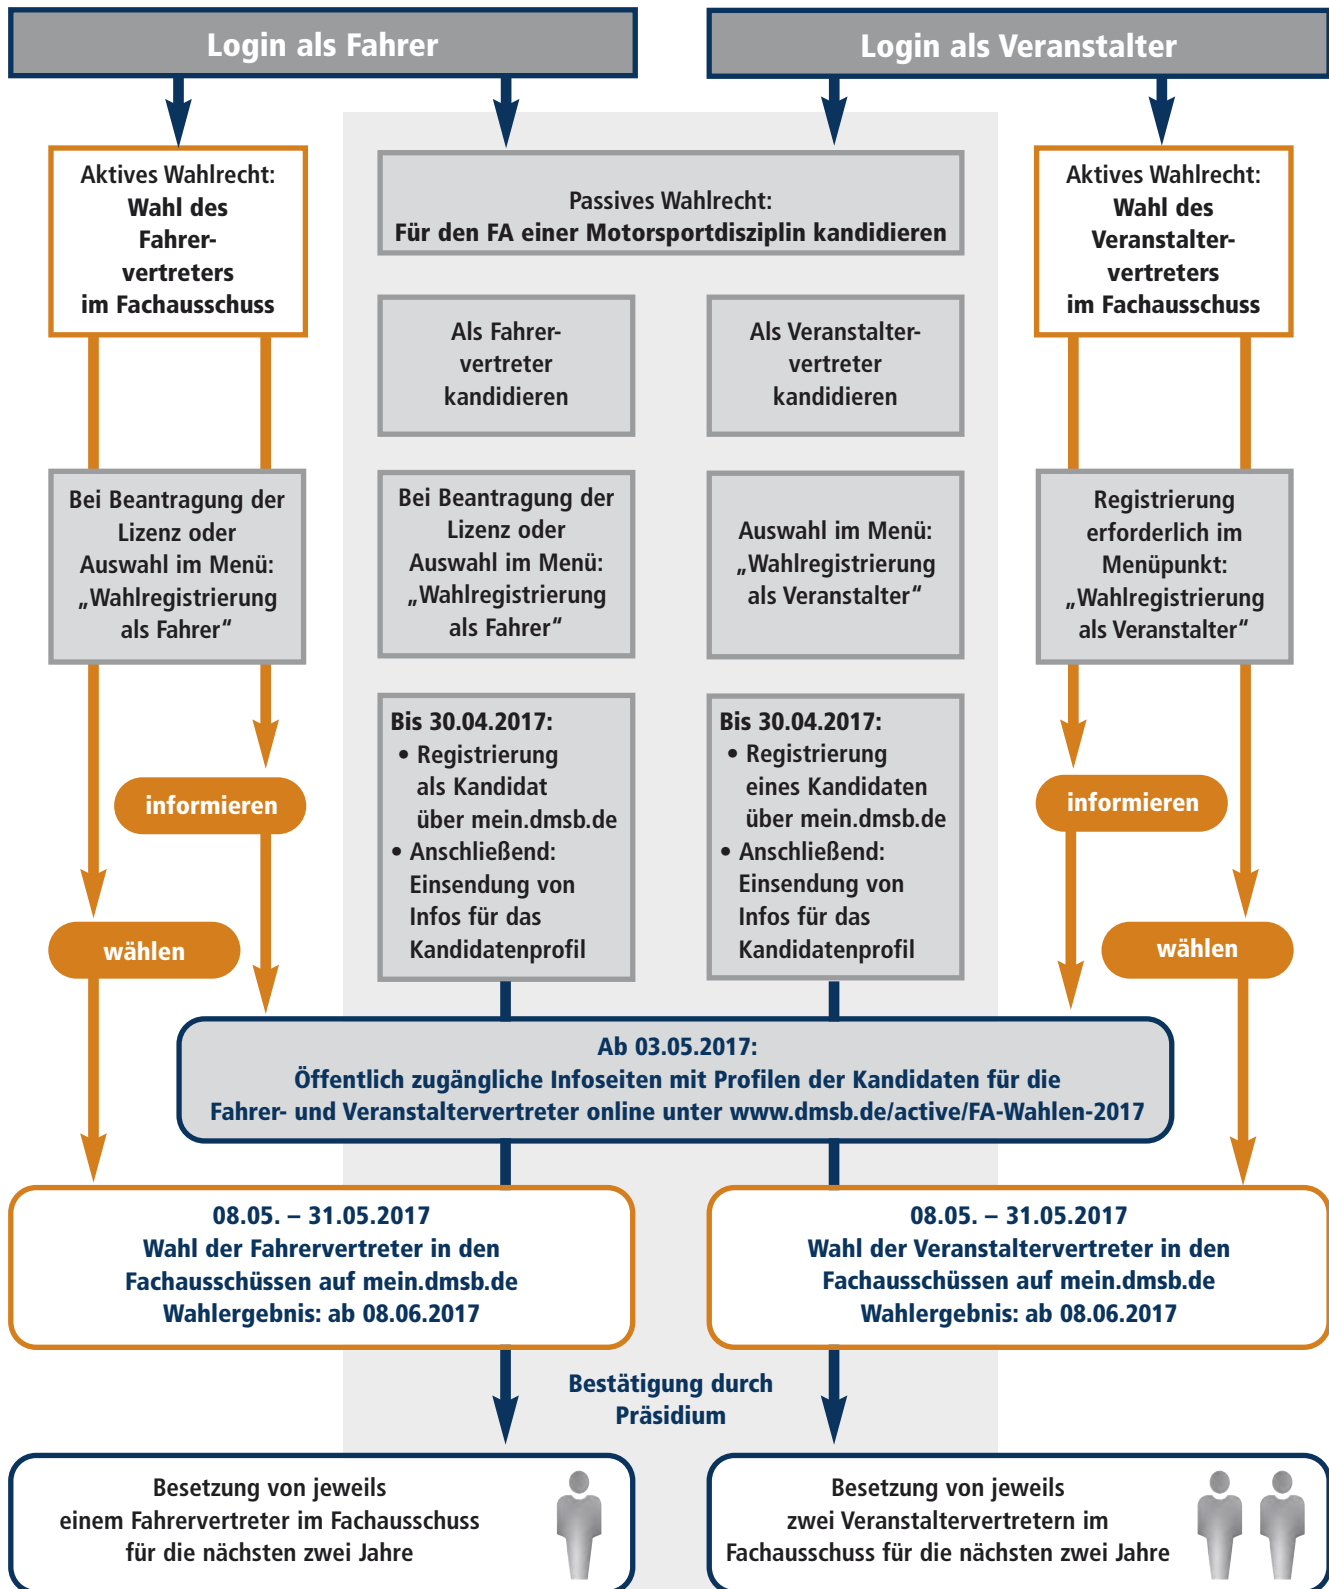 Login als Fahrer
Login als Veranstalter
Aktives Wahlrecht:
Wahl des
Fahrer-
vertreters
im Fachausschuss
Passives Wahlrecht:
Für den FA einer Motorsportdisziplin kandidieren
Aktives Wahlrecht:
Wahl des
Veranstalter-
vertreters
im Fachausschuss
Als Fahrer-
vertreter
kandidieren
Als Veranstalter-
vertreter
kandidieren
Bei Beantragung der
Lizenz oder
Auswahl im Menü:
„Wahlregistrierung
als Fahrer“
Bei Beantragung der
Lizenz oder
Auswahl im Menü:
„Wahlregistrierung
als Fahrer“
Auswahl im Menü:
„Wahlregistrierung
als Veranstalter“
Registrierung
erforderlich im
Menüpunkt:
„Wahlregistrierung
als Veranstalter“
informieren
wählen
Bis 30.04.2017:
• Registrierung
als Kandidat
über mein.dmsb.de
• Anschließend:
Einsendung von
Infos für das
Kandidatenprofil
Bis 30.04.2017:
• Registrierung
eines Kandidaten
über mein.dmsb.de
• Anschließend:
Einsendung von
Infos für das
Kandidatenprofil
informieren
wählen
Ab 03.05.2017:
Öffentlich zugängliche Infoseiten mit Profilen der Kandidaten für die
Fahrer- und Veranstaltervertreter online unter www.dmsb.de/active/FA-Wahlen-2017
08.05. – 31.05.2017
Wahl der Fahrervertreter in den
Fachausschüssen auf mein.dmsb.de
Wahlergebnis: ab 08.06.2017
08.05. – 31.05.2017
Wahl der Veranstaltervertreter in den
Fachausschüssen auf mein.dmsb.de
Wahlergebnis: ab 08.06.2017
Bestätigung durch
Präsidium
Besetzung von jeweils
einem Fahrervertreter im Fachausschuss
für die nächsten zwei Jahre
Besetzung von jeweils
zwei Veranstaltervertretern im
Fachausschuss für die nächsten zwei Jahre